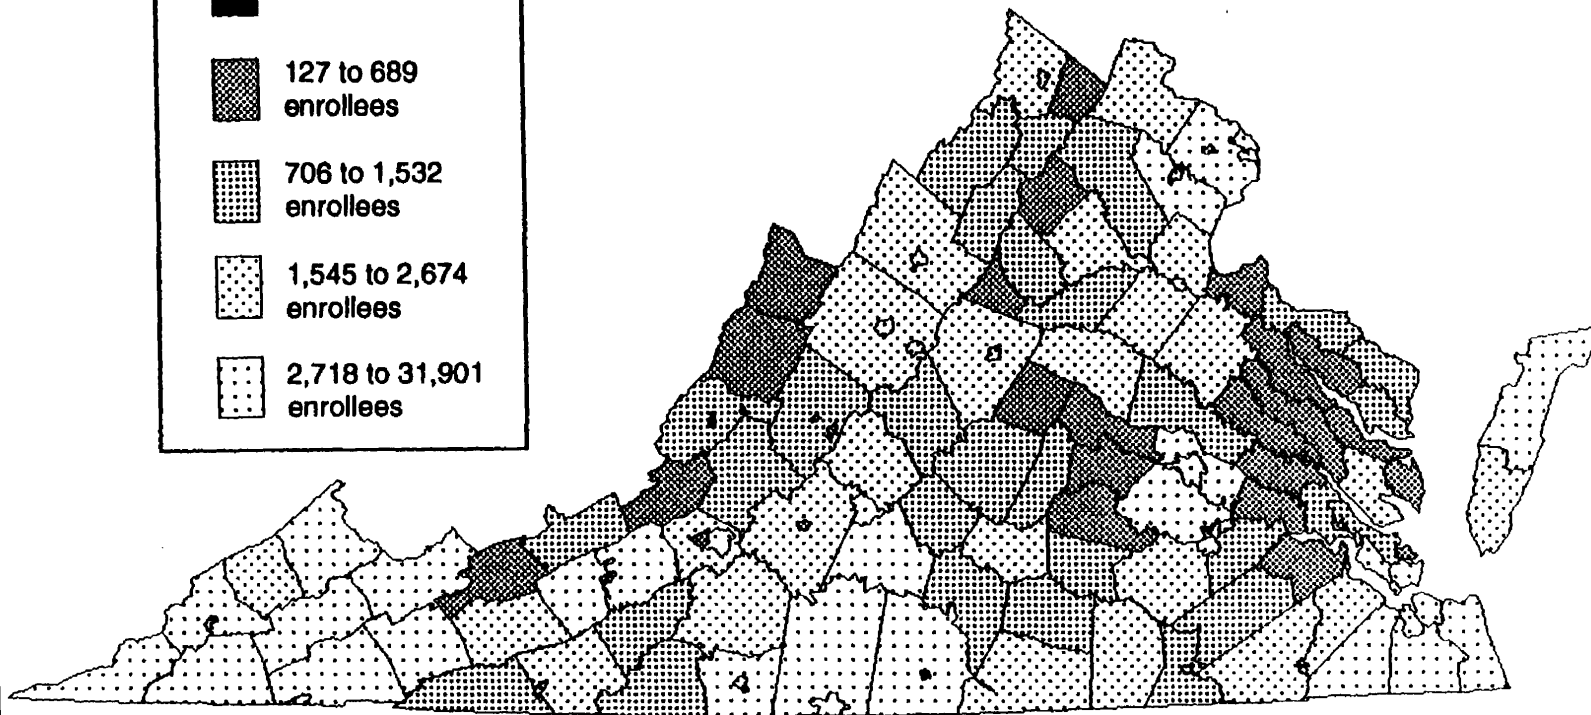 127 to 689
enrollees
706 to 1,532
enrollees
1,545 to 2,674
enrollees
2,718 to 31,901
enrollees